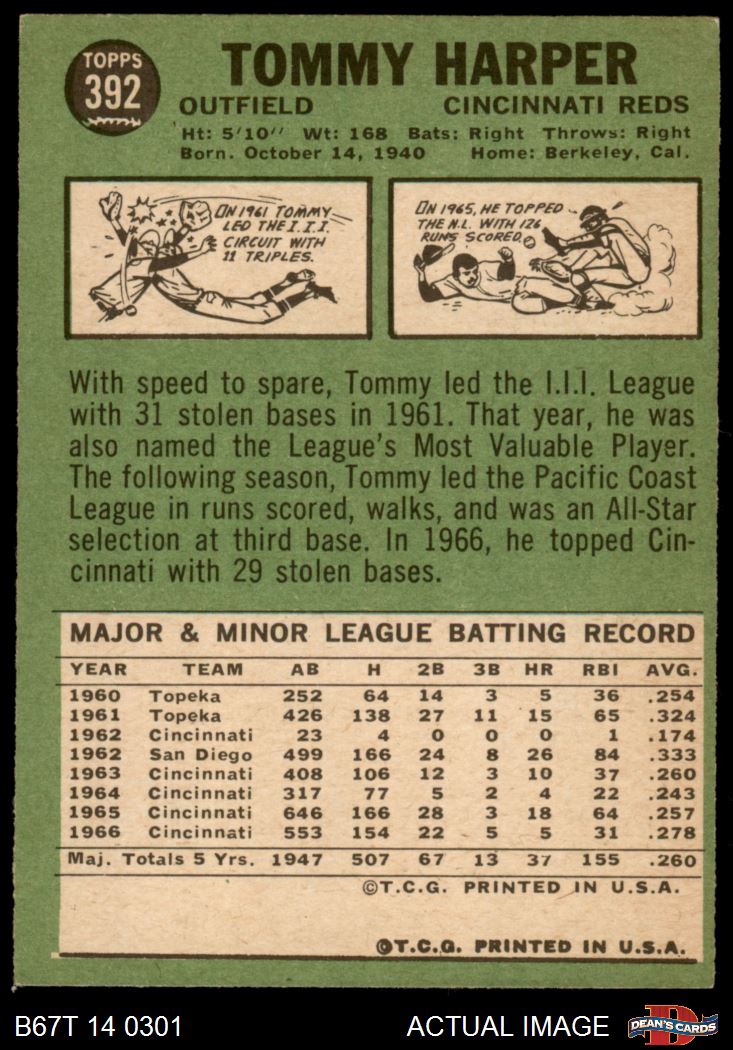 TOPPS
392
TOMMY HARPER
OUTFIELD CINCINNATI REDS
Ht: 5'10" Wt: 168 Bats: Right Throws: Right
Born. October 14, 1940 Home: Berkeley, Cal.
IN 1961 TOMMY
LED THE I.I.I.
CIRCUIT WITH
11 TRIPLES.
IN 1965, HE TOPPED
THE N.L. WITH 126
RUNS SCORED.
With speed to spare, Tommy led the I.I.I. League
with 31 stolen bases in 1961. That year, he was
also named the League's Most Valuable Player.
The following season, Tommy led the Pacific Coast
League in runs scored, walks, and was an All-Star
selection at third base. In 1966, he topped Cin-
cinnati with 29 stolen bases.
MAJOR & MINOR LEAGUE BATTING RECORD
YEAR TEAM AB H 2B 3B HR RBI AVG.
1960 Topeka 252 64 14 3 5 36 .254
1961 Topeka 426 138 27 11 15 65 .324
1962 Cincinnati 23 4 0 0 0 1 .174
1962 San Diego 499 166 24 8 26 84 .333
1963 Cincinnati 408 106 12 3 10 37 .260
1964 Cincinnati 317 77 5 2 4 22 .243
1965 Cincinnati 646 166 28 3 18 64 .257
1966 Cincinnati 553 154 22 5 5 31 .278
Maj. Totals 5 Yrs. 1947 507 67 13 37 155 .260
©T.C.G. PRINTED IN U.S.A.
©T.C.G. PRINTED IN U.S.A.
B67T 14 0301 ACTUAL IMAGE D DEAN'S CARDS